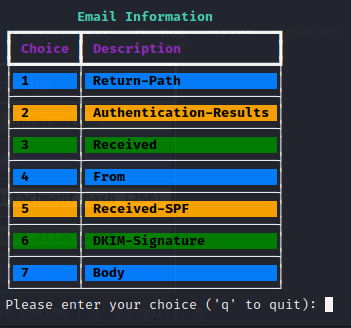 Email Information
Choice Description
1 Return-Path
2 Authentication-Results
3 Received
4 From
5 Received-SPF
6 DKIM-Signature
7 Body
Please enter your choice ('q' to quit):